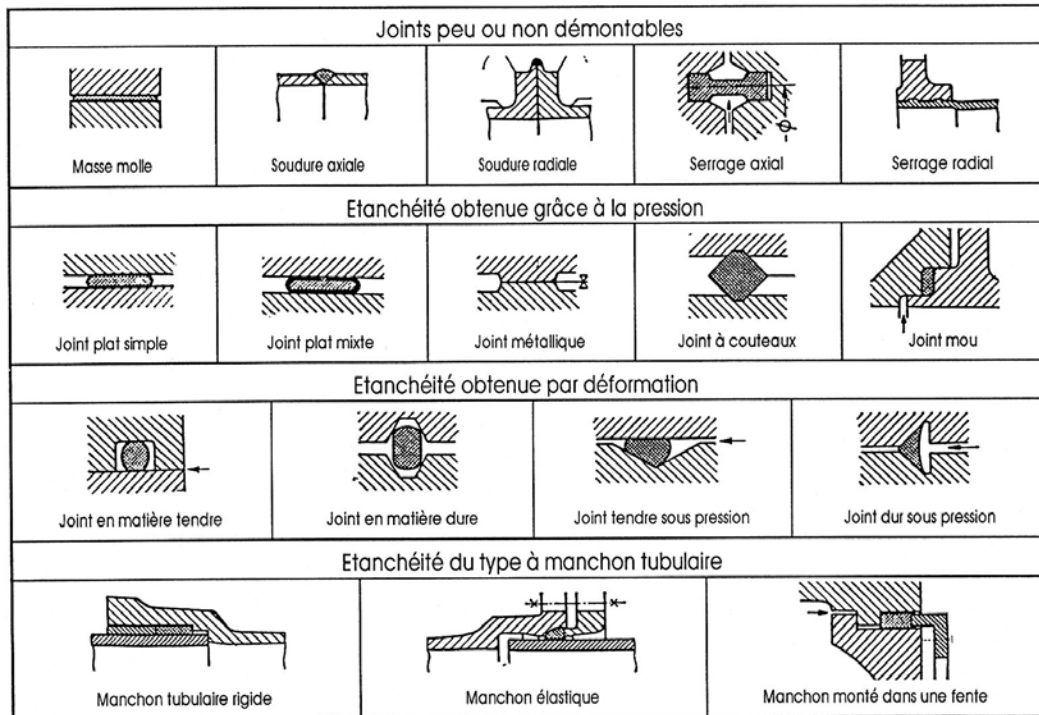 Joints peu ou non démontables
Masse molle
Soudure axiale
Soudure radiale
Serrage axial
Serrage radial
Etanchéité obtenue grâce à la pression
Joint plat simple
Joint plat mixte
Joint métallique
Joint à couteaux
Joint mou
Etanchéité obtenue par déformation
Joint en matière tendre
Joint en matière dure
Joint tendre sous pression
Joint dur sous pression
Etanchéité du type à manchon tubulaire
Manchon tubulaire rigide
Manchon élastique
Manchon monté dans une fente